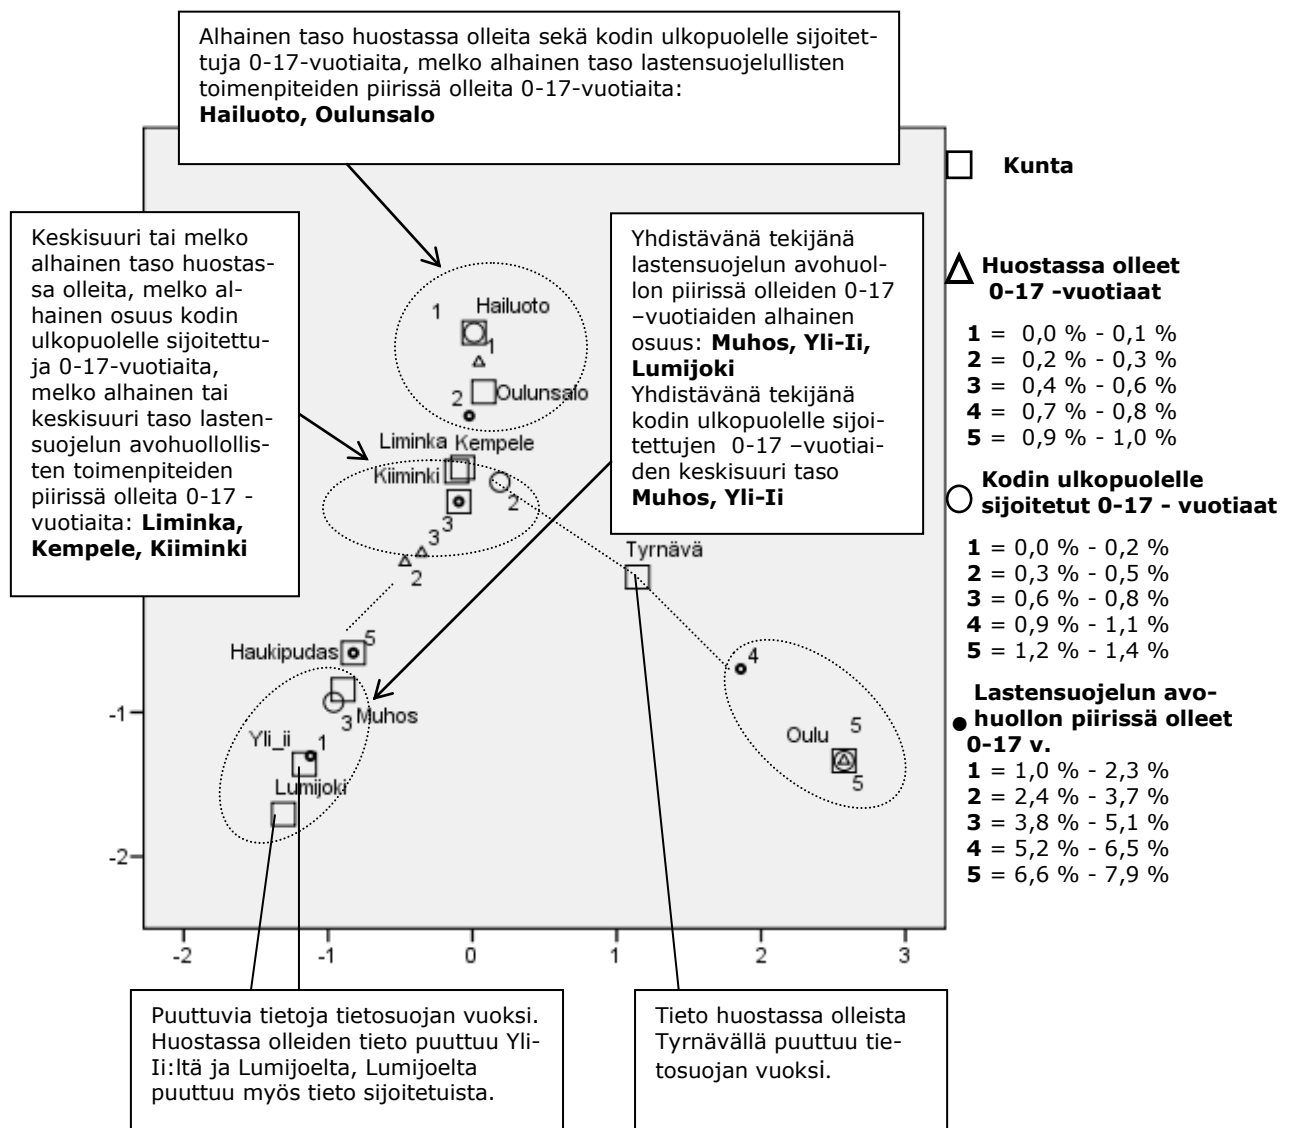 Alhainen taso huostassa olleita sekä kodin ulkopuolelle sijoitet-
tuja 0-17-vuotiaita, melko alhainen taso lastensuojelullisten
toimenpiteiden piirissä olleita 0-17-vuotiaita:
Hailuoto, Oulunsalo
Keskisuuri tai melko
alhainen taso huostas-
sa olleita, melko al-
hainen osuus kodin
ulkopuolelle sijoitettu-
ja 0-17-vuotiaita,
melko alhainen tai
keskisuuri taso lasten-
suojelun avohuollollis-
ten toimenpiteiden
piirissä olleita 0-17 -
vuotiaita: Liminka,
Kempele, Kiiminki
Yhdistävänä tekijänä
lastensuojelun avohuol-
lon piirissä olleiden 0-17
–vuotiaiden alhainen
osuus: Muhos, Yli-Ii,
Lumijoki
Yhdistävänä tekijänä
kodin ulkopuolelle sijoi-
tettujen 0-17 –vuotiai-
den keskisuuri taso
Muhos, Yli-Ii
Kunta
Huostassa olleet
0-17 -vuotiaat
1 = 0,0 % - 0,1 %
2 = 0,2 % - 0,3 %
3 = 0,4 % - 0,6 %
4 = 0,7 % - 0,8 %
5 = 0,9 % - 1,0 %
Kodin ulkopuolelle
sijoitetut 0-17 - vuotiaat
1 = 0,0 % - 0,2 %
2 = 0,3 % - 0,5 %
3 = 0,6 % - 0,8 %
4 = 0,9 % - 1,1 %
5 = 1,2 % - 1,4 %
Lastensuojelun avo-
huollon piirissä olleet
0-17 v.
1 = 1,0 % - 2,3 %
2 = 2,4 % - 3,7 %
3 = 3,8 % - 5,1 %
4 = 5,2 % - 6,5 %
5 = 6,6 % - 7,9 %
1
Hailuoto
1
2
Oulunsalo
Liminka
Kempele
Kiiminki
2
3
3
2
Tyrnävä
Haukipudas
5
4
-1
3
Muhos
Yli_ii
1
Oulu
5
5
Lumijoki
-2
-2
-1
0
1
2
3
Puuttuvia tietoja tietosuojan vuoksi.
Huostassa olleiden tieto puuttuu Yli-
Ii:ltä ja Lumijoelta, Lumijoelta
puuttuu myös tieto sijoitetuista.
Tieto huostassa olleista
Tyrnävällä puuttuu tie-
tosuojan vuoksi.